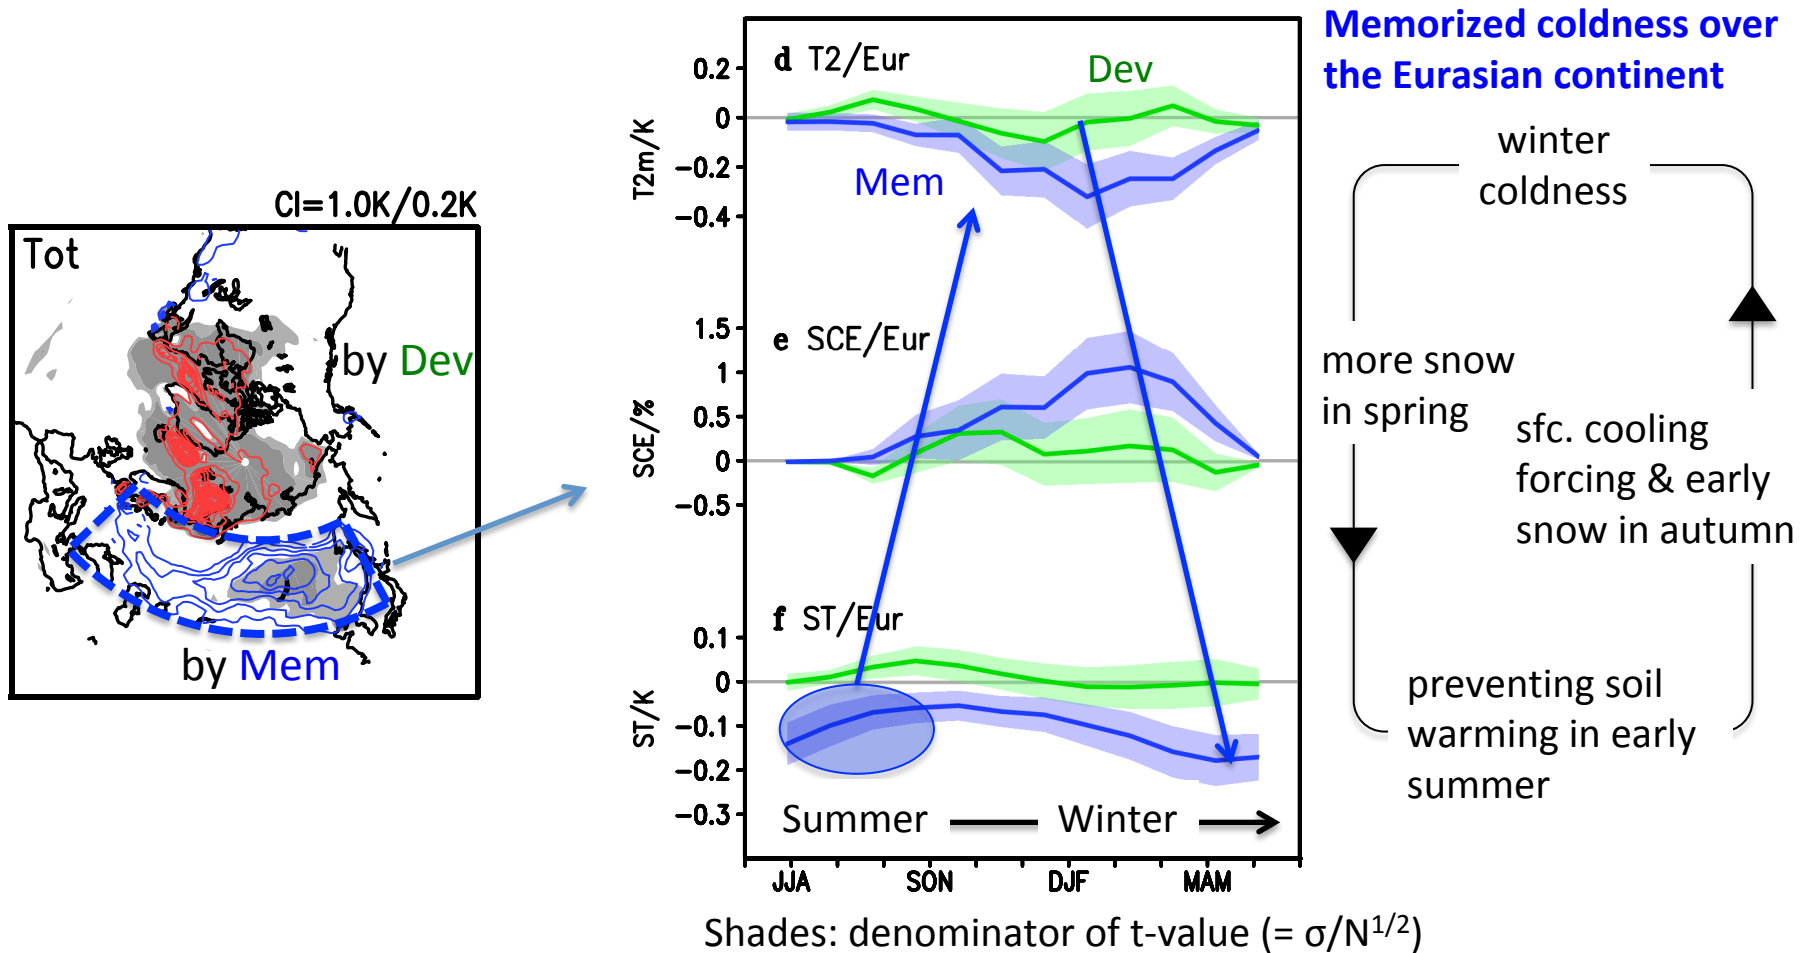 CI=1.0K/0.2K
Tot
by Dev
by Mem
d T2/Eur
Dev
Mem
T2m/K
0.2
0
−0.2
−0.4
e SCE/Eur
SCE/%
1.5
1
0.5
0
−0.5
f ST/Eur
ST/K
0.1
0
−0.1
−0.2
−0.3
Summer
Winter
JJA
SON
DJF
MAM
Shades: denominator of t-value (= σ/N^1/2)
Memorized coldness over
the Eurasian continent
winter
coldness
more snow
in spring
sfc. cooling
forcing & early
snow in autumn
preventing soil
warming in early
summer